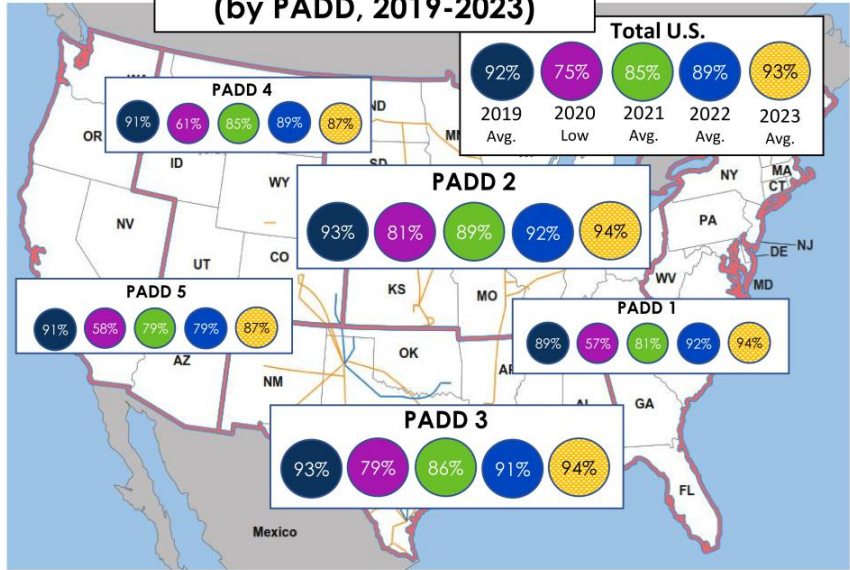 (by PADD, 2019-2023)
Total U.S.
92% 75% 85% 89% 93%
2019 2020 2021 2022 2023
Avg. Low Avg. Avg. Avg.
PADD 4
91% 61% 85% 89% 87%
WA
ND
OR
MN
ID
SD
WY
NY
MA
CT
PADD 2
93% 81% 89% 92% 94%
NV
PA
NJ
DE
UT
CO
WV
MD
KS
MO
PADD 5
91% 58% 79% 79% 87%
PADD 1
89% 57% 81% 92% 94%
AZ
OK
NM
AR
AL
GA
PADD 3
93% 79% 86% 91% 94%
FL
Mexico